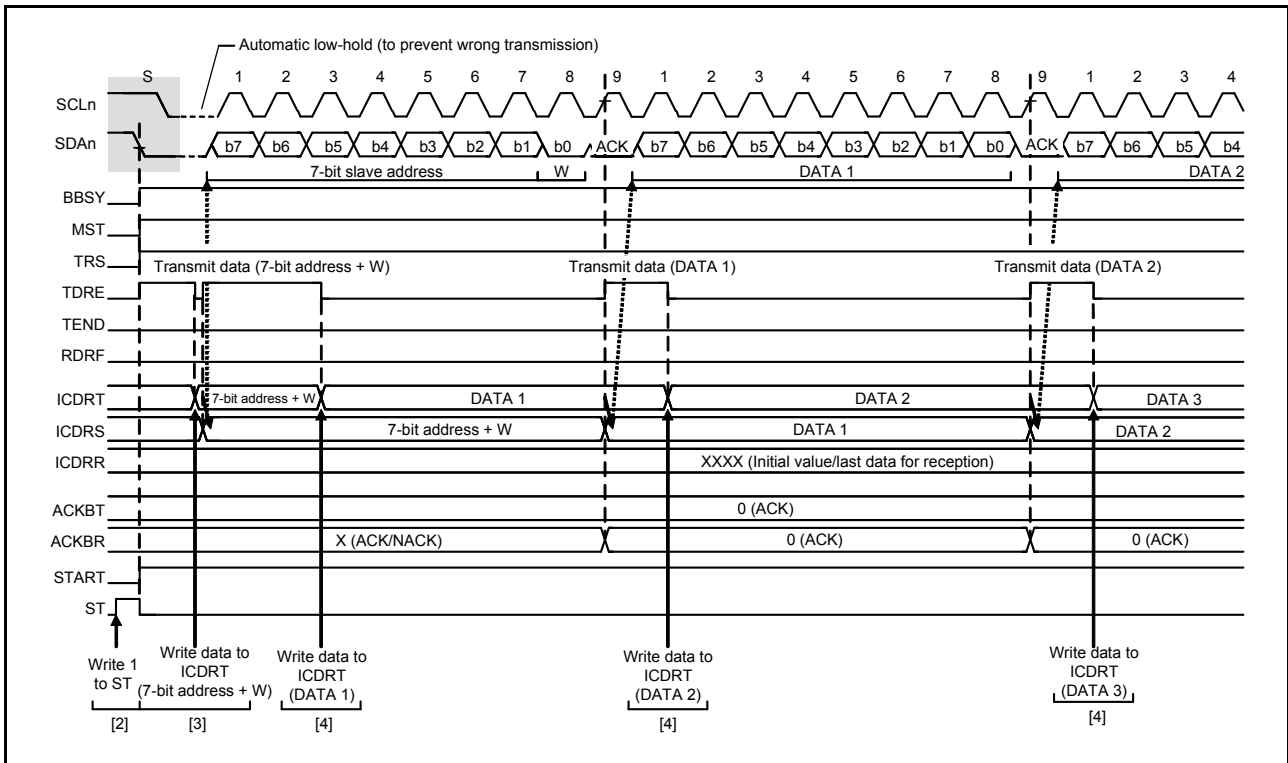 Automatic low-hold (to prevent wrong transmission)
S 1 2 3 4 5 6 7 8 9 1 2 3 4 5 6 7 8 9 1 2 3 4
SCLn
SDAn b7 b6 b5 b4 b3 b2 b1 b0 ACK b7 b6 b5 b4 b3 b2 b1 b0 ACK b7 b6 b5 b4
7-bit slave address W DATA 1 DATA 2
BBSY
MST
TRS
Transmit data (7-bit address + W) Transmit data (DATA 1) Transmit data (DATA 2)
TDRE
TEND
RDRF
ICDRT 7-bit address + W DATA 1 DATA 2 DATA 3
ICDRS 7-bit address + W DATA 1 DATA 2
ICDRR XXXX (Initial value/last data for reception)
ACKBT 0 (ACK)
ACKBR X (ACK/NACK) 0 (ACK) 0 (ACK)
START
ST
Write 1
to ST
Write data to
ICDRT
(7-bit address + W)
Write data to
ICDRT
(DATA 1)
Write data to
ICDRT
(DATA 2)
Write data to
ICDRT
(DATA 3)
[2] [3] [4] [4] [4]